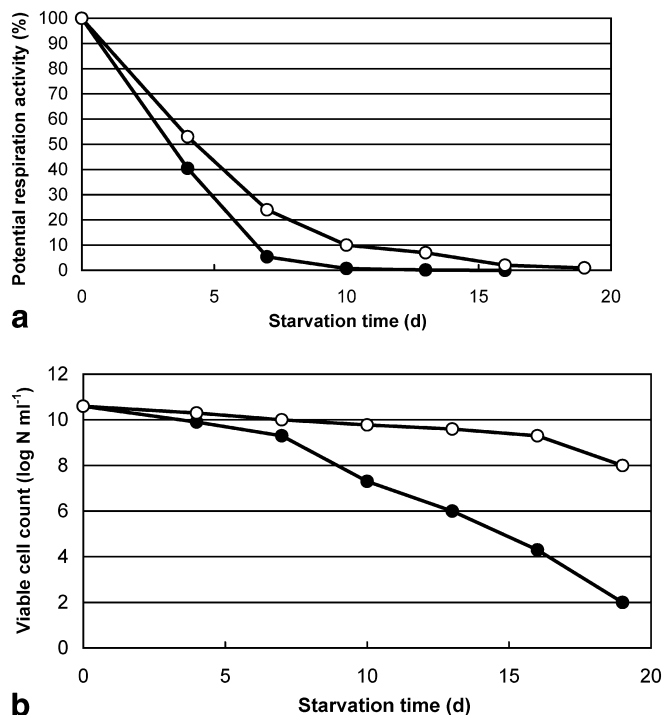 100
90
80
70
60
50
40
30
20
10
0
Potential respiration activity (%)
0 5 10 15 20
Starvation time (d)
a
12
10
8
6
4
2
0
Viable cell count (log N ml⁻¹)
0 5 10 15 20
Starvation time (d)
b